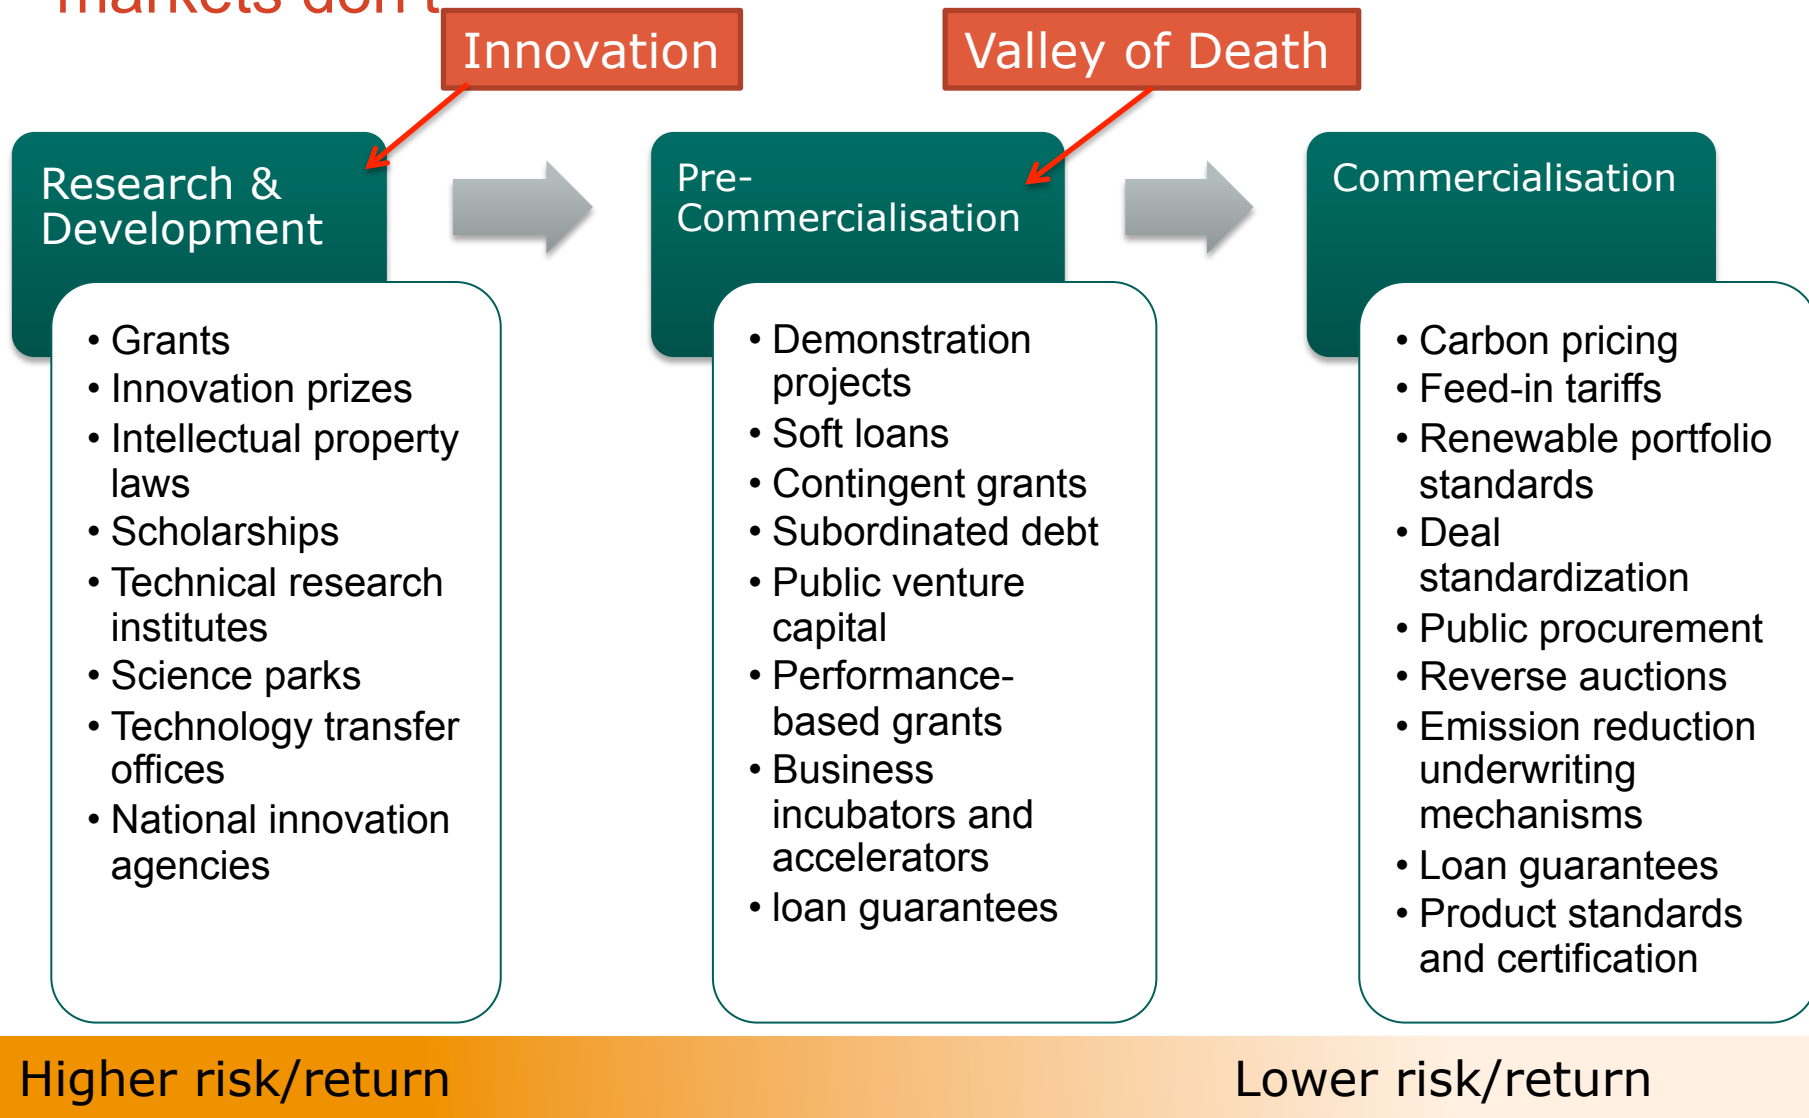 markets don't
Innovation
Valley of Death
Research &
Development
Pre-
Commercialisation
Commercialisation
• Grants
• Innovation prizes
• Intellectual property
laws
• Scholarships
• Technical research
institutes
• Science parks
• Technology transfer
offices
• National innovation
agencies
• Demonstration
projects
• Soft loans
• Contingent grants
• Subordinated debt
• Public venture
capital
• Performance-
based grants
• Business
incubators and
accelerators
• loan guarantees
• Carbon pricing
• Feed-in tariffs
• Renewable portfolio
standards
• Deal
standardization
• Public procurement
• Reverse auctions
• Emission reduction
underwriting
mechanisms
• Loan guarantees
• Product standards
and certification
Higher risk/return
Lower risk/return